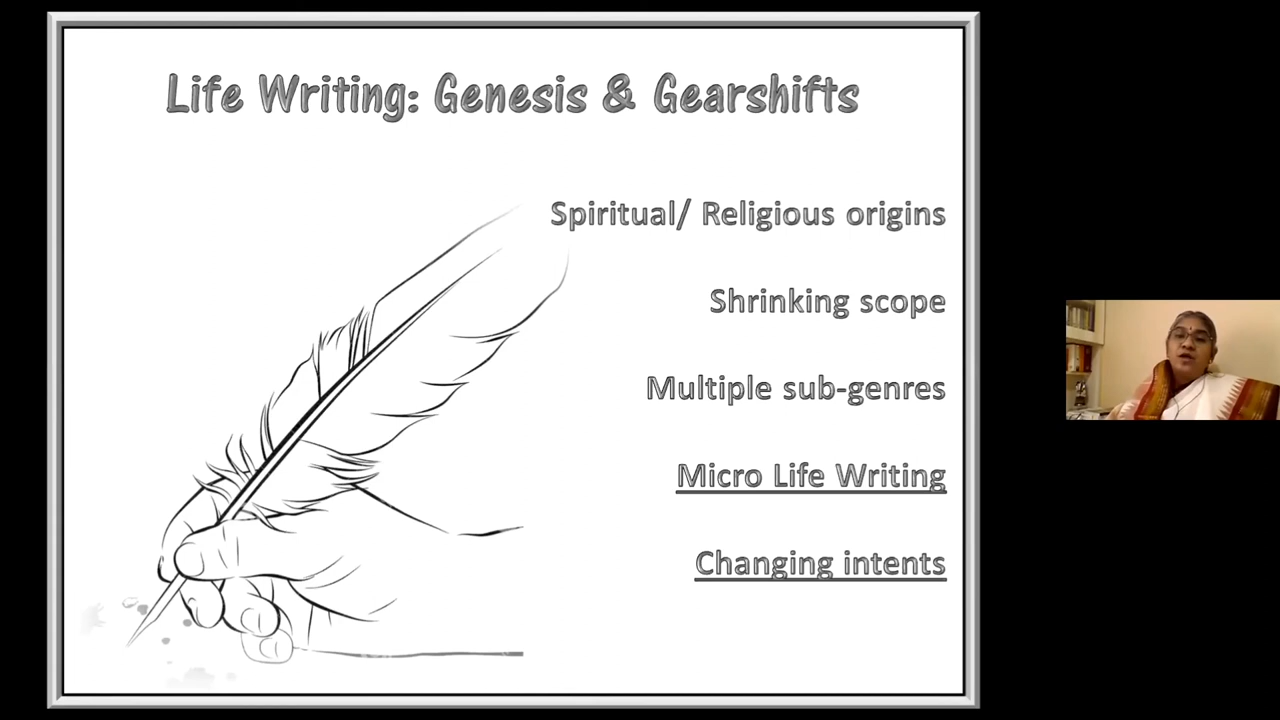 Life Writing: Genesis & Gearshifts
Spiritual/ Religious origins
Shrinking scope
Multiple sub-genres
Micro Life Writing
Changing intents